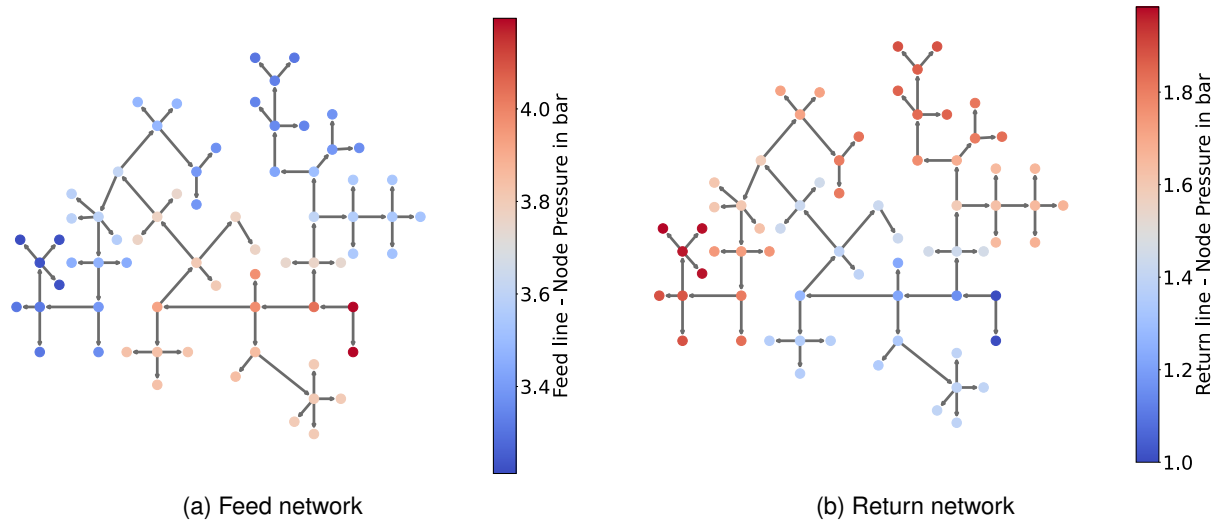 4.0
3.8
3.6
3.4
Feed line - Node Pressure in bar
1.8
1.6
1.4
1.2
1.0
Return line - Node Pressure in bar
(a) Feed network
(b) Return network